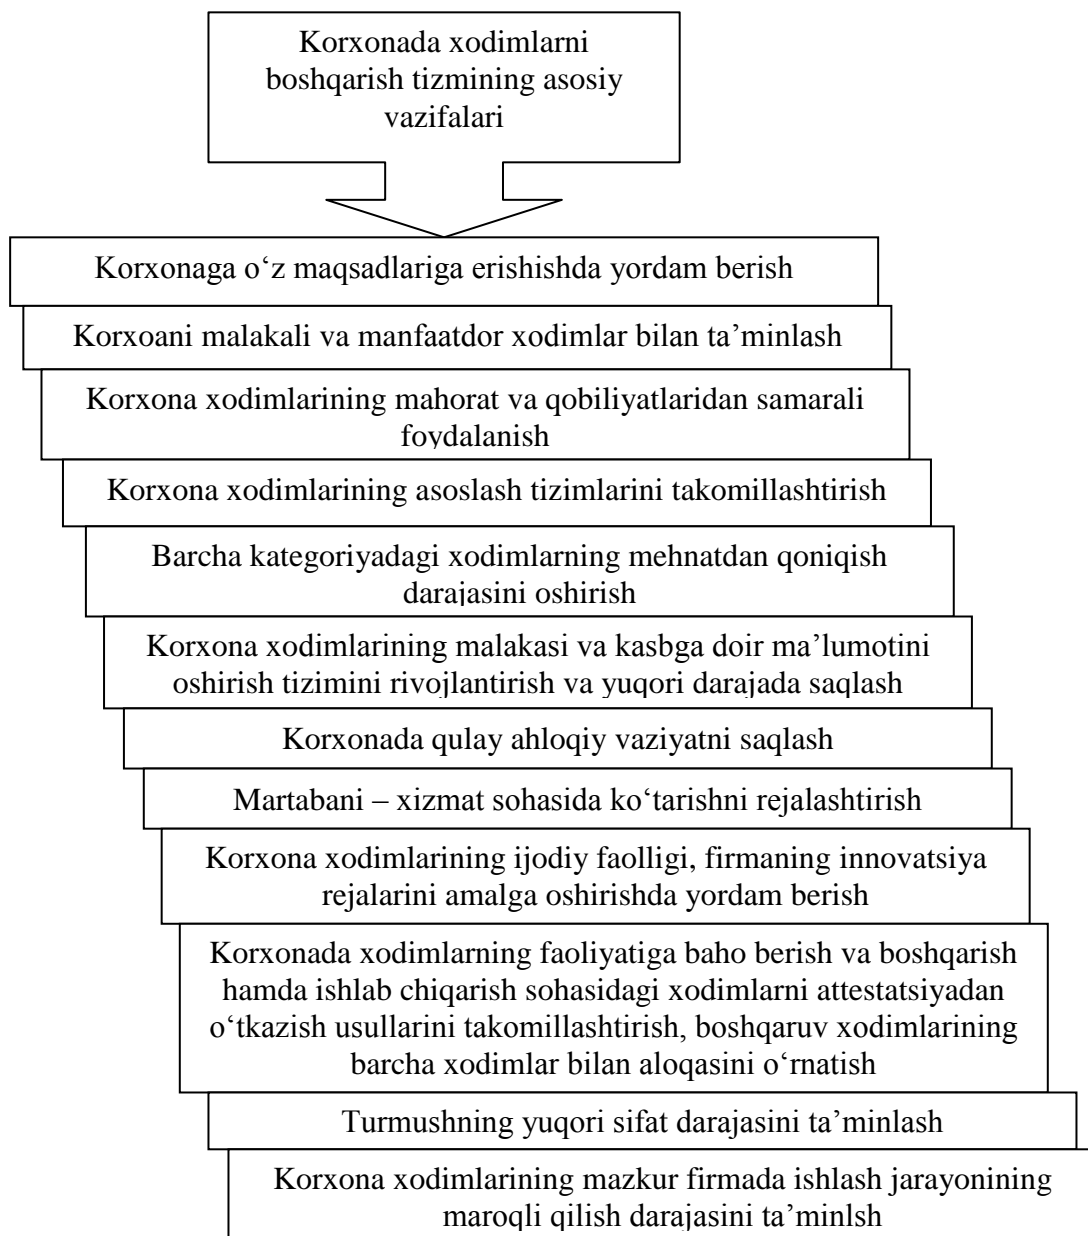 Korxonada xodimlarni
boshqarish tizmining asosiy
vazifalari
Korxonaga o‘z maqsadlariga erishishda yordam berish
Korxoani malakali va manfaatdor xodimlar bilan ta’minlash
Korxona xodimlarining mahorat va qobiliyatlaridan samarali
foydalanish
Korxona xodimlarining asoslash tizimlarini takomillashtirish
Barcha kategoriyadagi xodimlarning mehnatdan qoniqish
darajasini oshirish
Korxona xodimlarining malakasi va kasbga doir ma’lumotini
oshirish tizimini rivojlantirish va yuqori darajada saqlash
Korxonada qulay ahloqiy vaziyatni saqlash
Martabani – xizmat sohasida ko‘tarishni rejalashtirish
Korxona xodimlarining ijodiy faolligi, firmaning innovatsiya
rejalarini amalga oshirishda yordam berish
Korxonada xodimlarning faoliyatiga baho berish va boshqarish
hamda ishlab chiqarish sohasidagi xodimlarni attestatsiyadan
o‘tkazish usullarini takomillashtirish, boshqaruv xodimlarining
barcha xodimlar bilan aloqasini o‘rnatish
Turmushning yuqori sifat darajasini ta’minlash
Korxona xodimlarining mazkur firmada ishlash jarayonining
maroqli qilish darajasini ta’minlsh